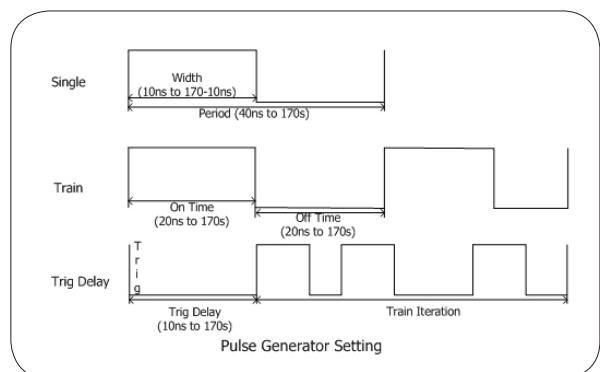 Single
Width
(10ns to 170-10ns)
Period (40ns to 170s)
Train
On Time
(20ns to 170s)
Off Time
(20ns to 170s)
Trig
Trig Delay
Trig Delay
(10ns to 170s)
Train Iteration
Pulse Generator Setting